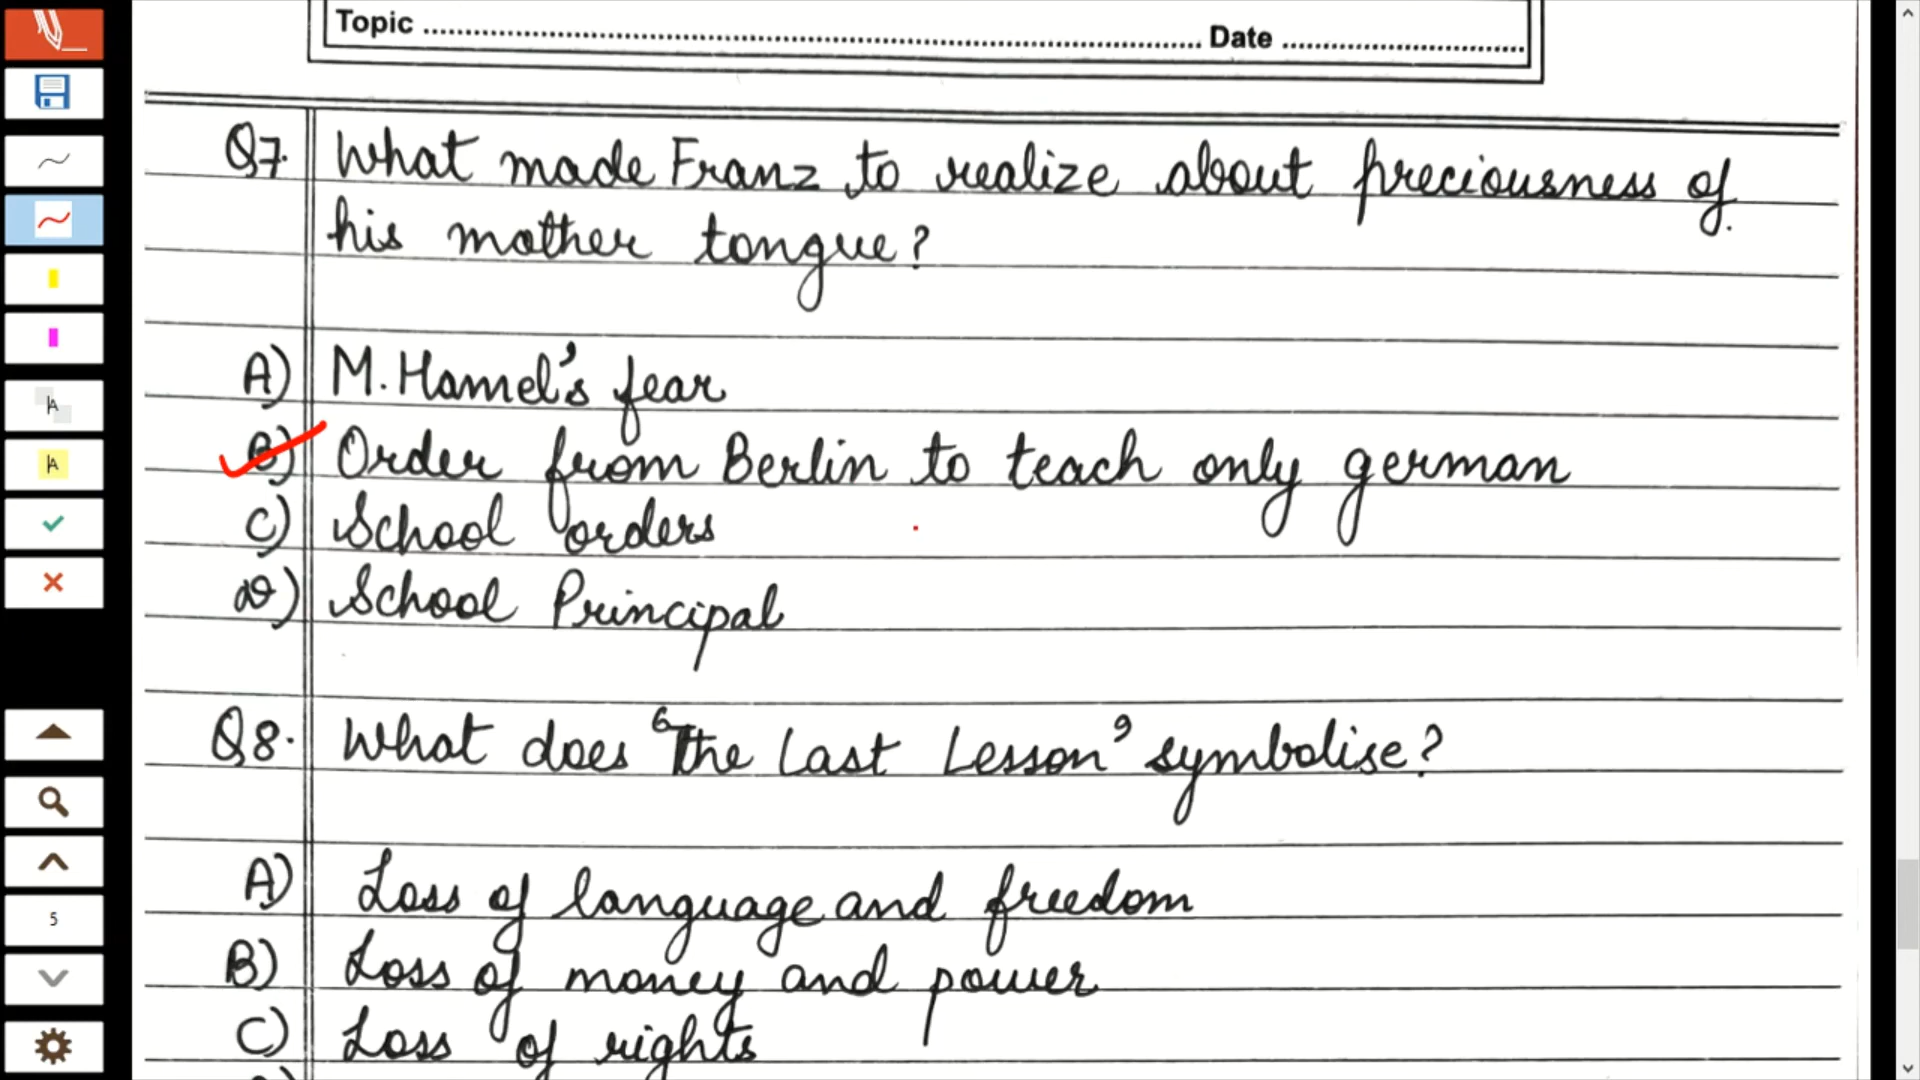 Topic ........................................................ Date ....................
Q7. What made Franz to realize about preciousness of
his mother tongue?
A) M. Hamel's fear
B) Order from Berlin to teach only german
C) School orders
D) School Principal
Q8. What does 'The Last Lesson' symbolise?
A) Loss of language and freedom
B) Loss of money and power
5
C) Loss of rights